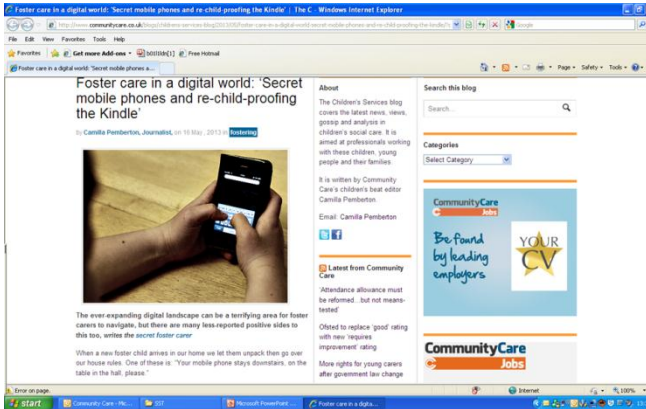 Foster care in a digital world: 'Secret mobile phones and re-child-proofing the Kindle' | The C - Windows Internet Explorer
File Edit View Favorites Tools Help
Favorites Get more Add-ons Free Hotmail
Foster care in a digital world: 'Secret mobile phones a...
Page Safety Tools
Foster care in a digital world: 'Secret
mobile phones and re-child-proofing
the Kindle'
by Camilla Pemberton, Journalist, on 16 May, 2013 in fostering
The ever-expanding digital landscape can be a terrifying area for foster
carers to navigate, but there are many less-reported positive sides to
this too, writes the secret foster carer
When a new foster child arrives in our home we let them unpack then go over
our house rules. One of these is: "Your mobile phone stays downstairs, on the
table in the hall, please."
About
The Children's Services blog
covers the latest news, views,
gossip and analysis in
children's social care. It is
aimed at professionals working
with these children, young
people and their families.
It is written by Community
Care's children's beat editor
Camilla Pemberton.
Email: Camilla Pemberton
Latest from Community
Care
'Attendance allowance must
be reformed...but not means-
tested'
Ofsted to replace 'good' rating
with new 'requires
improvement' rating
More rights for young carers
after government law change
Search this blog
Search...
Categories
Select Category
CommunityCare
Jobs
Be found
by leading
employers
YOUR
CV
CommunityCare
Jobs
Error on page.
Internet
100%
start
Community Care - Mic...
SST
Microsoft PowerPoint ...
Foster care in a digita...